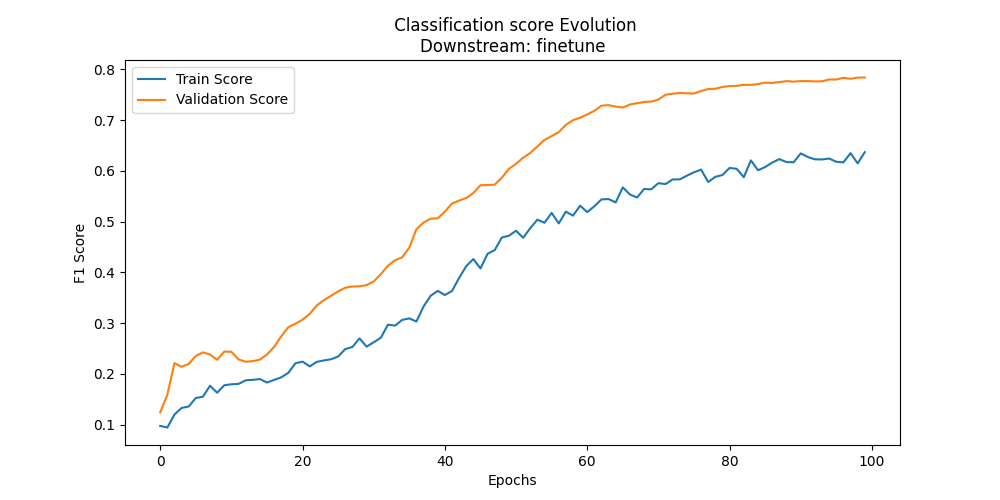 Classification score Evolution
Downstream: finetune
Train Score
Validation Score
0.8
0.7
0.6
0.5
0.4
0.3
0.2
0.1
F1 Score
0 20 40 60 80 100
Epochs